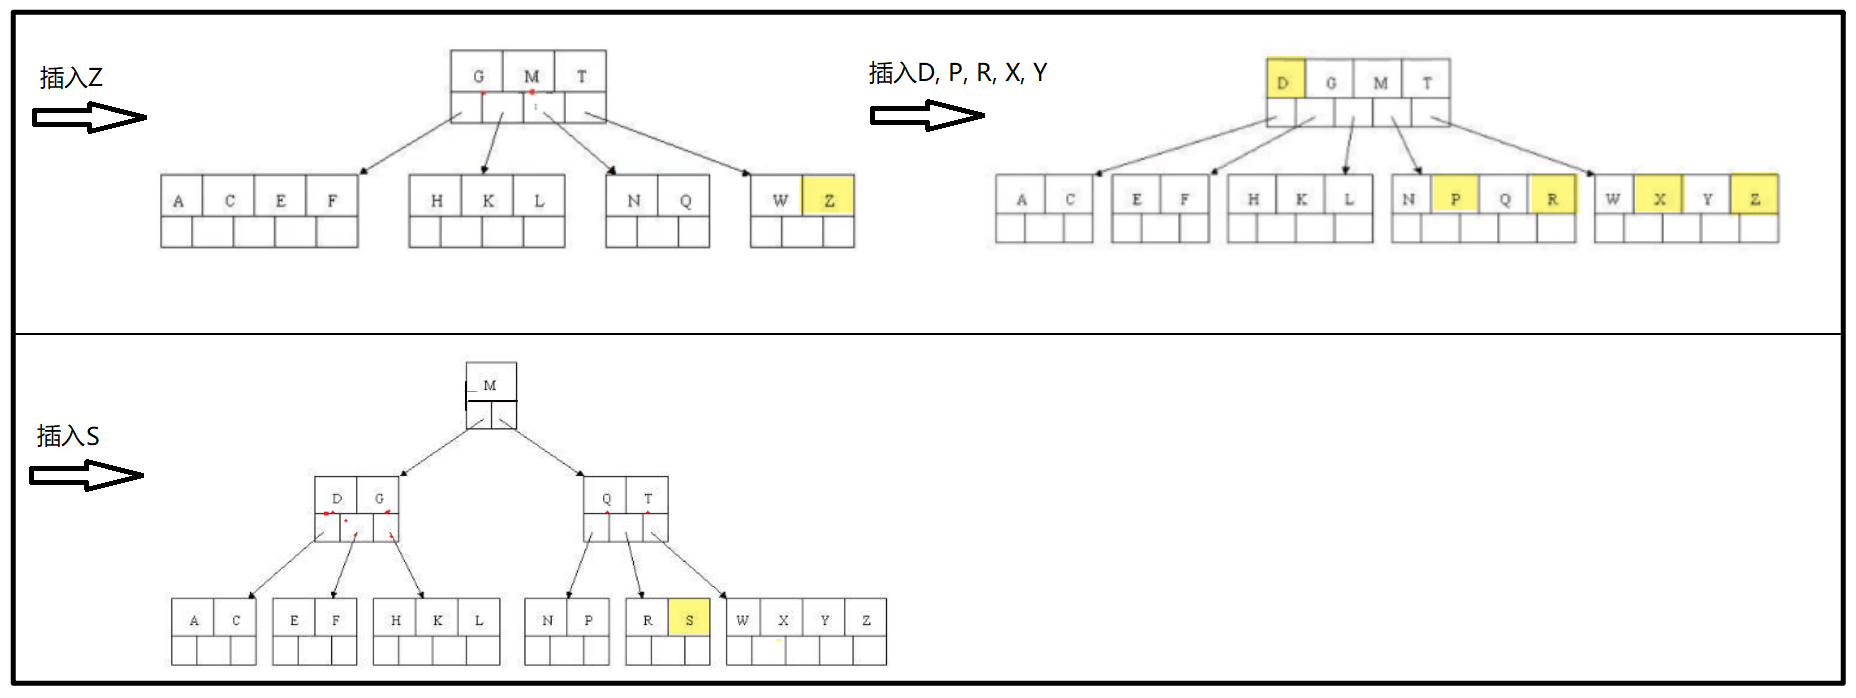 插入Z
G M T
A C E F H K L N Q W Z
插入D, P, R, X, Y
D G M T
A C E F H K L N P Q R W X Y Z
插入S
M
D G Q T
A C E F H K L N P R S W X Y Z